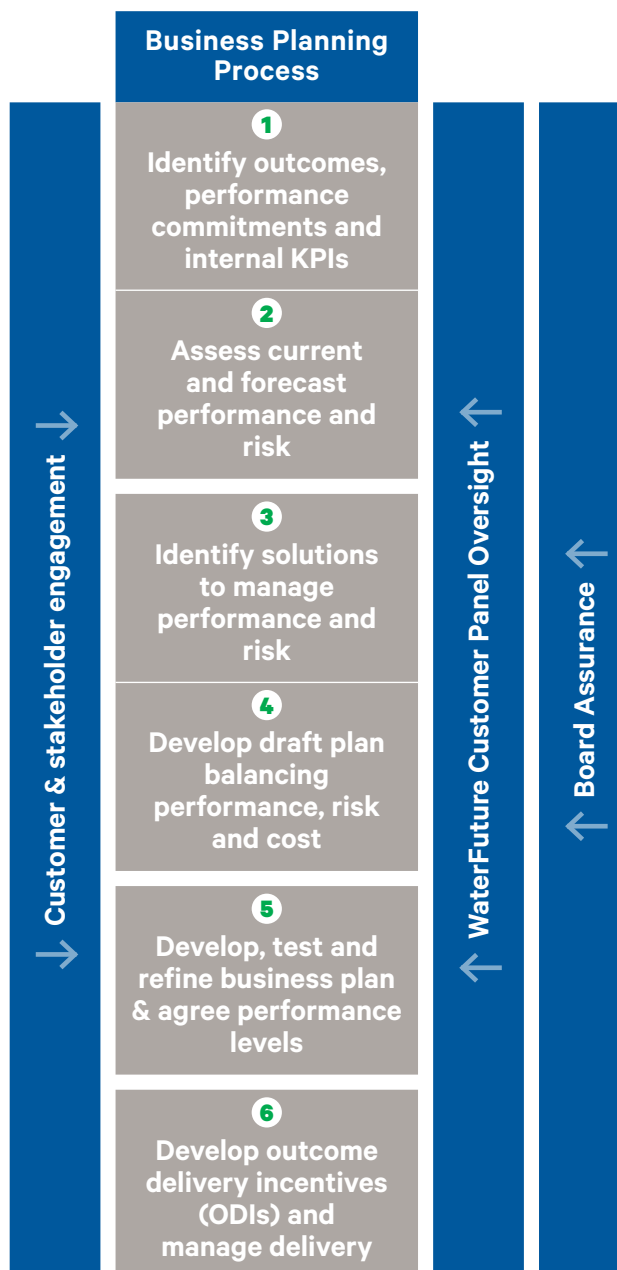 Business Planning
Process
1
Identify outcomes,
performance
commitments and
internal KPIs
2
Assess current
and forecast
performance and
risk
3
Identify solutions
to manage
performance and
risk
4
Develop draft plan
balancing
performance, risk
and cost
5
Develop, test and
refine business plan
& agree performance
levels
6
Develop outcome
delivery incentives
(ODIs) and
manage delivery
Customer & stakeholder engagement
WaterFuture Customer Panel Oversight
Board Assurance